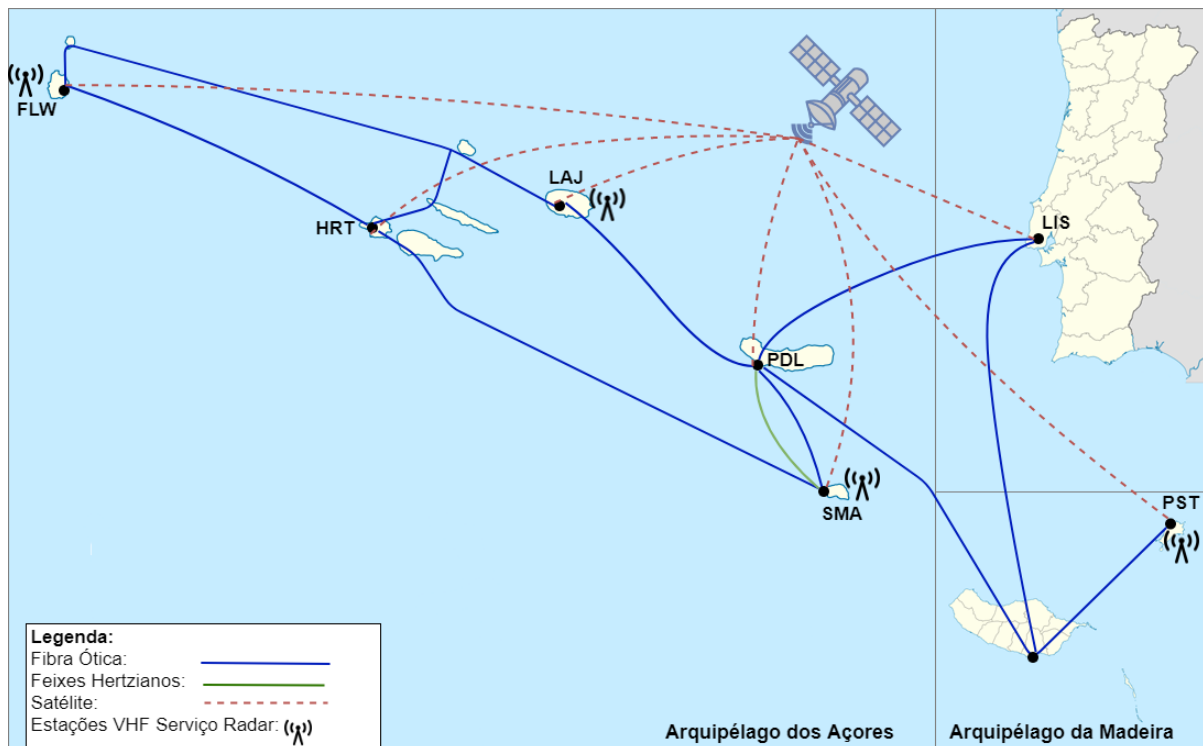 FLW
LAJ
HRT
LIS
PDL
SMA
PST
Legenda:
Fibra Ótica:
Feixes Hertzianos:
Satélite:
Estações VHF Serviço Radar:
Arquipélago dos Açores
Arquipélago da Madeira